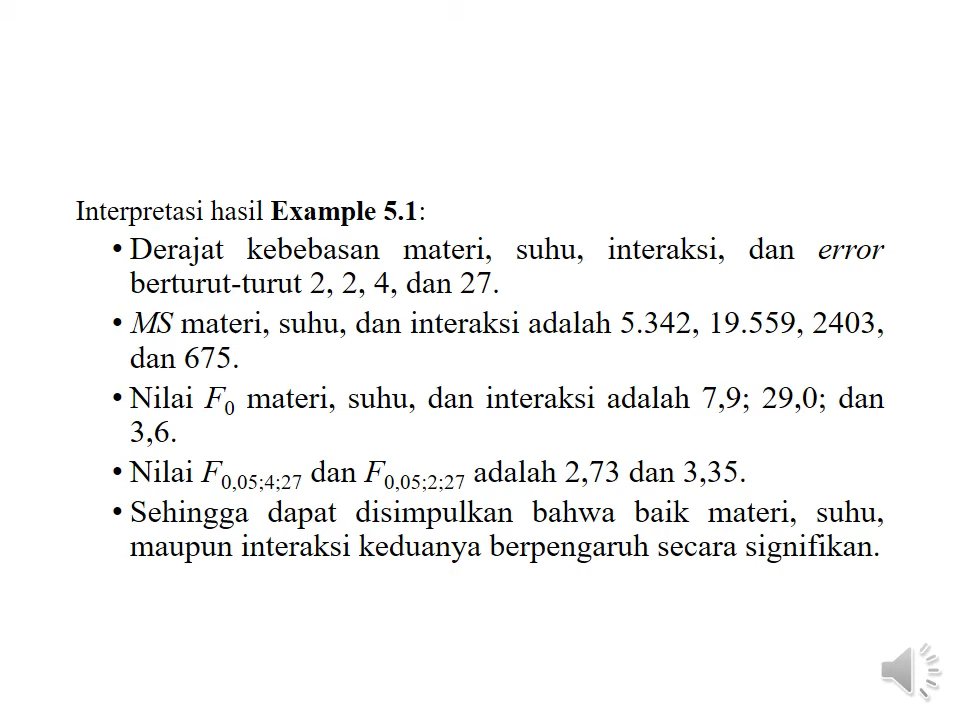 Interpretasi hasil Example 5.1:
• Derajat kebebasan materi, suhu, interaksi, dan error
berturut-turut 2, 2, 4, dan 27.
• MS materi, suhu, dan interaksi adalah 5.342, 19.559, 2403,
dan 675.
• Nilai F0 materi, suhu, dan interaksi adalah 7,9; 29,0; dan
3,6.
• Nilai F0,05;4;27 dan F0,05;2;27 adalah 2,73 dan 3,35.
• Sehingga dapat disimpulkan bahwa baik materi, suhu,
maupun interaksi keduanya berpengaruh secara signifikan.